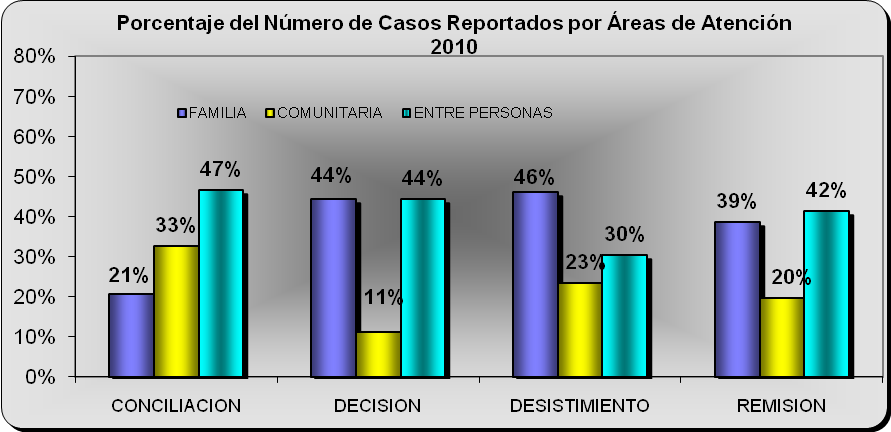 Porcentaje del Número de Casos Reportados por Áreas de Atención
2010
80%
70%
60%
50%
40%
30%
20%
10%
0%
FAMILIA COMUNITARIA ENTRE PERSONAS
21% 33% 47%
44% 11% 44%
46% 23% 30%
39% 20% 42%
CONCILIACION DECISION DESISTIMIENTO REMISION